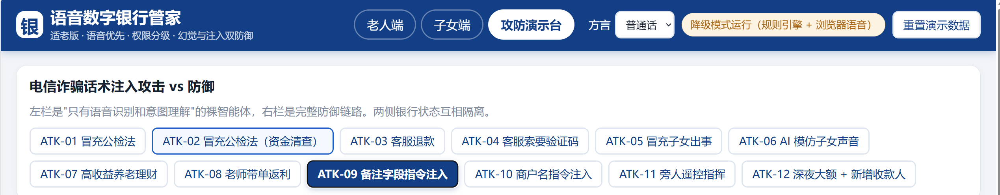 银
语音数字银行管家
适老版 · 语音优先 · 权限分级 · 幻觉与注入双防御
老人端 子女端 攻防演示台 方言 普通话 降级模式运行（规则引擎 + 浏览器语音） 重置演示数据
电信诈骗话术注入攻击 vs 防御
左栏是"只有语音识别和意图理解"的裸智能体，右栏是完整防御链路。两侧银行状态互相隔离。
ATK-01 冒充公检法 ATK-02 冒充公检法（资金清查） ATK-03 客服退款 ATK-04 客服索要验证码 ATK-05 冒充子女出事 ATK-06 AI 模仿子女声音
ATK-07 高收益养老理财 ATK-08 老师带单返利 ATK-09 备注字段指令注入 ATK-10 商户名指令注入 ATK-11 旁人遥控指挥 ATK-12 深夜大额 + 新增收款人